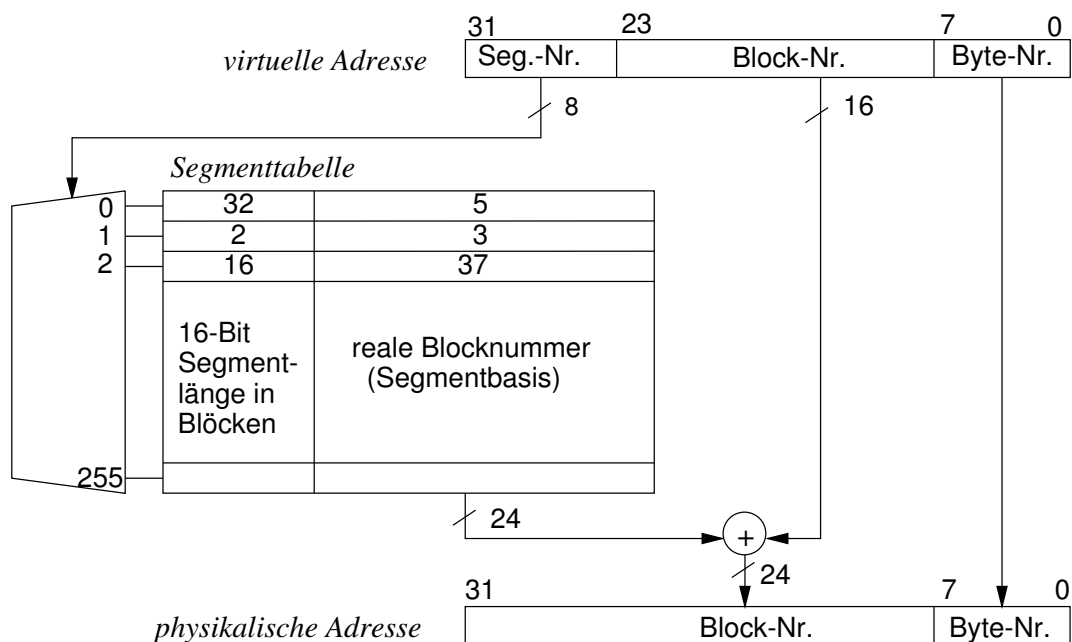 31 23 7 0
virtuelle Adresse Seg.-Nr. Block-Nr. Byte-Nr.
8 16
Segmenttabelle
0 32 5
1 2 3
2 16 37
16-Bit
Segment-
länge in
Blöcken
reale Blocknummer
(Segmentbasis)
255
24
+
24
31 7 0
physikalische Adresse Block-Nr. Byte-Nr.